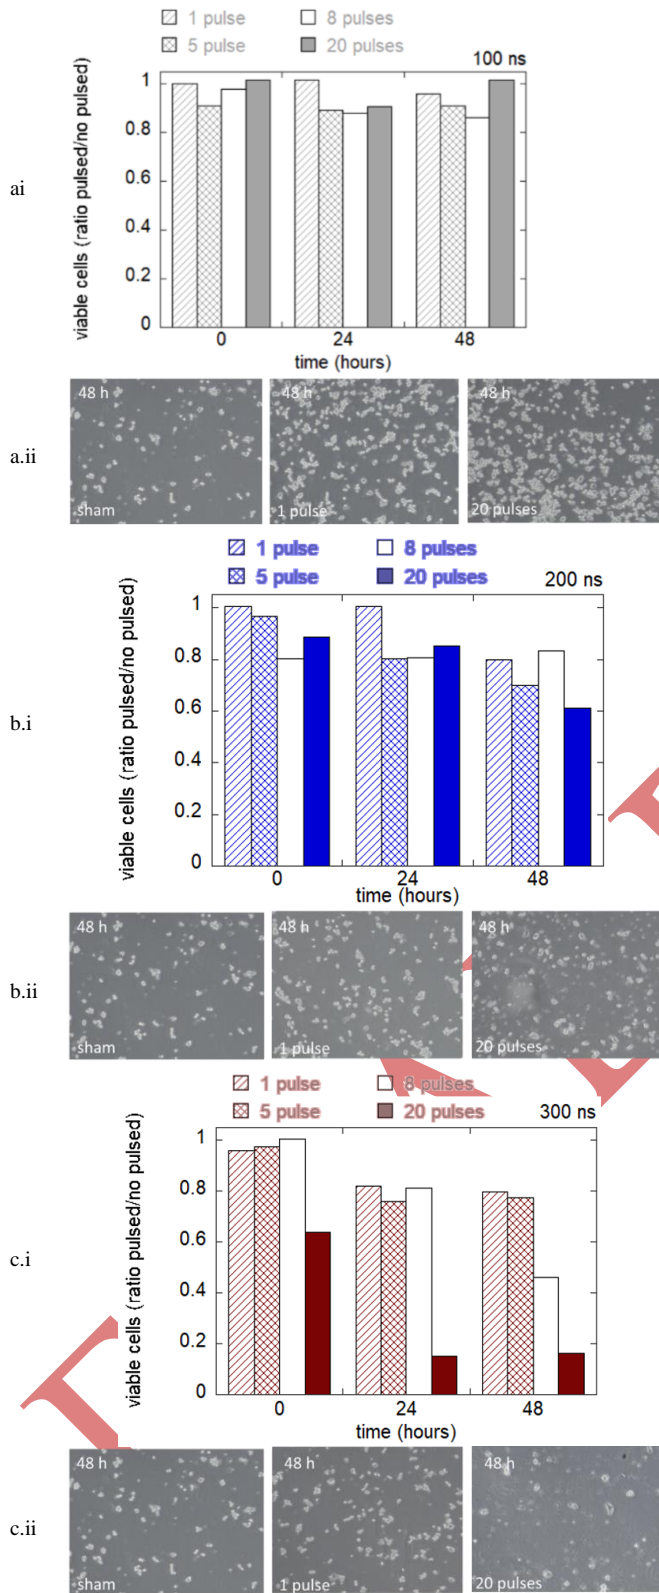 1 pulse 8 pulses
5 pulse 20 pulses
100 ns
ai
viable cells (ratio pulsed/no pulsed)
1
0.8
0.6
0.4
0.2
0
0 24 48
time (hours)
a.ii
48 h 48 h 48 h
sham 1 pulse 20 pulses
1 pulse 8 pulses
5 pulse 20 pulses
200 ns
b.i
viable cells (ratio pulsed/no pulsed)
1
0.8
0.6
0.4
0.2
0
0 24 48
time (hours)
b.ii
48 h 48 h 48 h
sham 1 pulse 20 pulses
1 pulse 8 pulses
5 pulse 20 pulses
300 ns
c.i
viable cells (ratio pulsed/no pulsed)
1
0.8
0.6
0.4
0.2
0
0 24 48
time (hours)
c.ii
48 h 48 h 48 h
sham 1 pulse 20 pulses